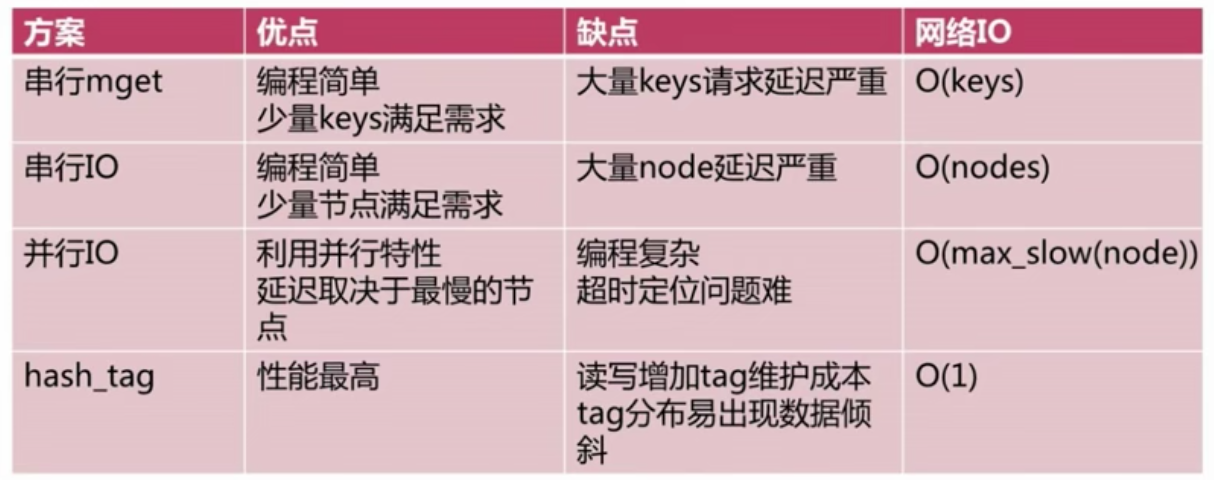 方案 优点 缺点 网络IO
串行mget 编程简单 大量keys请求延迟严重 O(keys)
少量keys满足需求
串行IO 编程简单 大量node延迟严重 O(nodes)
少量节点满足需求
并行IO 利用并行特性 编程复杂 O(max_slow(node))
延迟取决于最慢的节 超时定位问题难
点
hash_tag 性能最高 读写增加tag维护成本 O(1)
tag分布易出现数据倾
斜